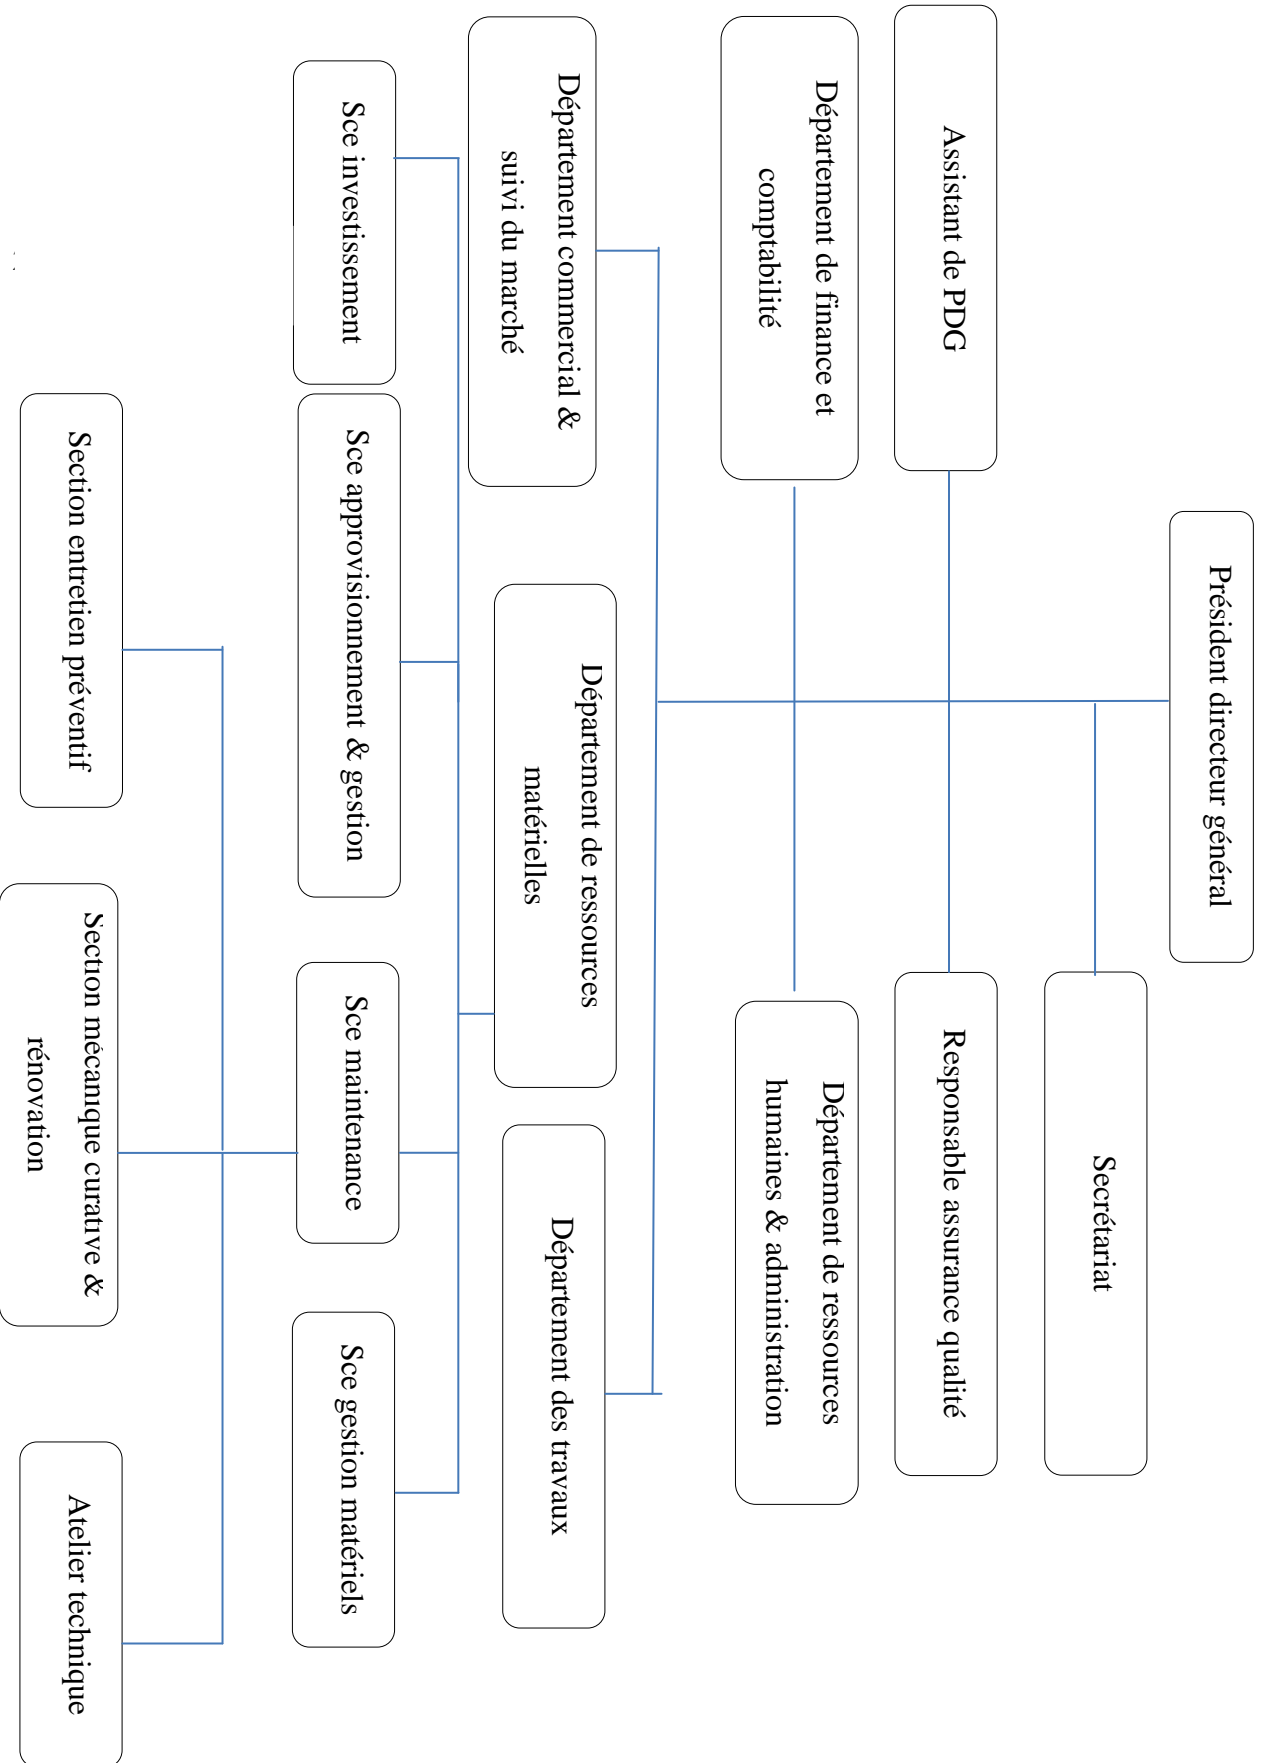 Président directeur général
Secrétariat
Assistant de PDG
Responsable assurance qualité
Département de finance et
comptabilité
Département de ressources
humaines & administration
Département commercial &
suivi du marché
Département de ressources
matérielles
Département des travaux
Sce investissement
Sce approvisionnement & gestion
Sce maintenance
Sce gestion matériels
Section entretien préventif
Section mécanique curative &
rénovation
Atelier technique